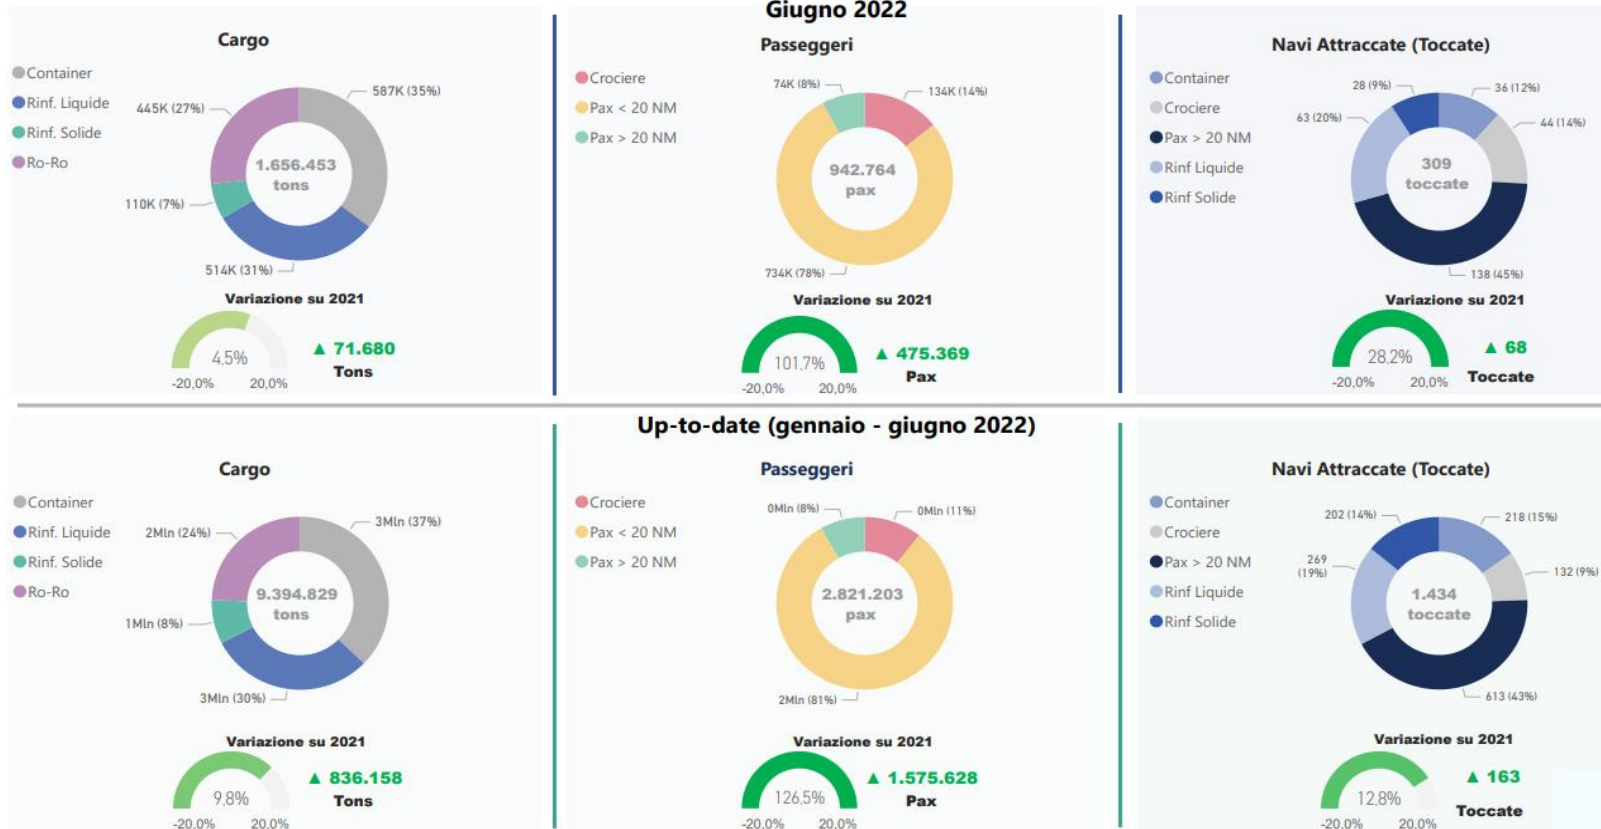 Giugno 2022
Cargo
Container
Rinf. Liquide
Rinf. Solide
Ro-Ro
587K (35%)
445K (27%)
1.656.453
tons
110K (7%)
514K (31%)
Variazione su 2021
4,5%
-20,0%
20,0%
▲ 71.680
Tons
Passeggeri
Crociere
Pax < 20 NM
Pax > 20 NM
74K (8%)
134K (14%)
942.764
pax
734K (78%)
Variazione su 2021
101,7%
-20,0%
20,0%
▲ 475.369
Pax
Navi Attraccate (Toccate)
Container
Crociere
Pax > 20 NM
Rinf Liquide
Rinf Solide
28 (9%)
36 (12%)
63 (20%)
44 (14%)
309
toccate
138 (45%)
Variazione su 2021
28,2%
-20,0%
20,0%
▲ 68
Toccate
Up-to-date (gennaio - giugno 2022)
Cargo
Container
Rinf. Liquide
Rinf. Solide
Ro-Ro
3Mln (37%)
2Mln (24%)
9.394.829
tons
1Mln (8%)
3Mln (30%)
Variazione su 2021
9,8%
-20,0%
20,0%
▲ 836.158
Tons
Passeggeri
Crociere
Pax < 20 NM
Pax > 20 NM
0Mln (8%)
0Mln (11%)
2.821.203
pax
2Mln (81%)
Variazione su 2021
126,5%
-20,0%
20,0%
▲ 1.575.628
Pax
Navi Attraccate (Toccate)
Container
Crociere
Pax > 20 NM
Rinf Liquide
Rinf Solide
202 (14%)
218 (15%)
269
(19%)
132 (9%)
1.434
toccate
613 (43%)
Variazione su 2021
12,8%
-20,0%
20,0%
▲ 163
Toccate